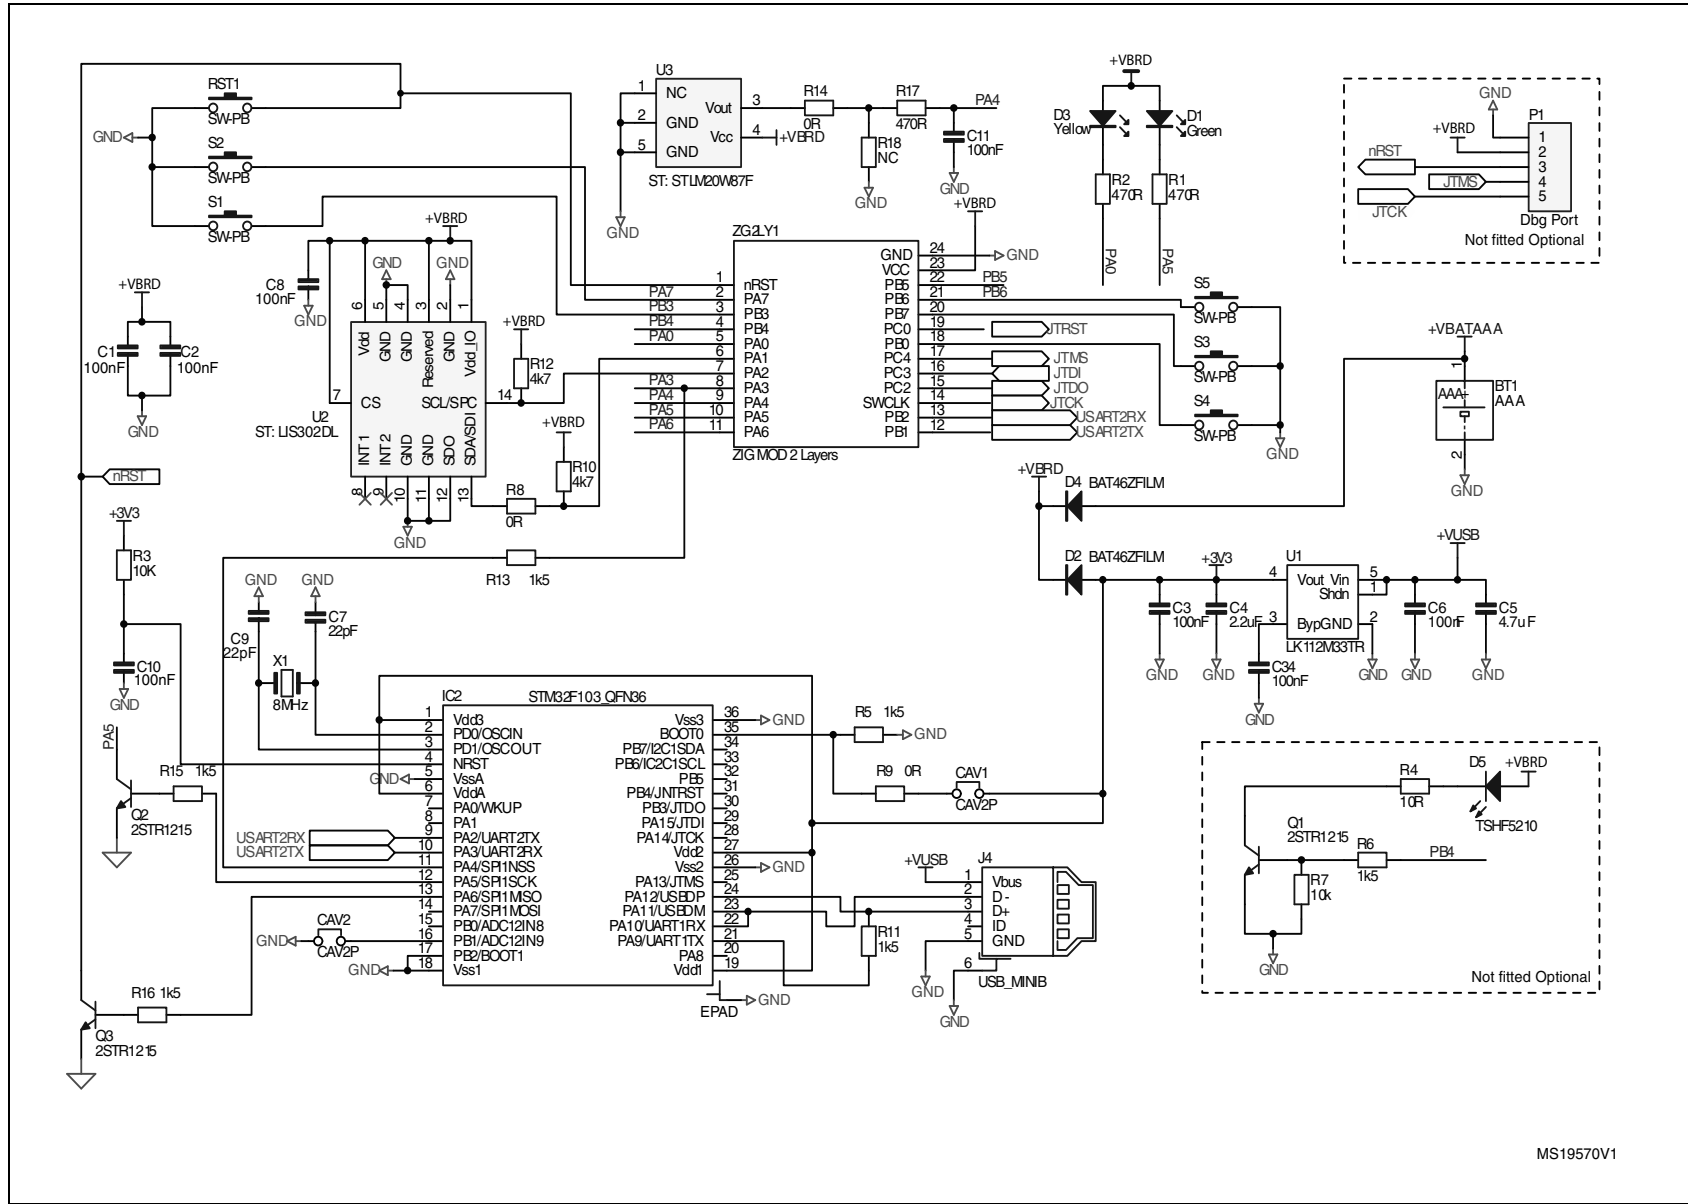 RST1
SW-PB
GND
S2
SW-PB
S1
SW-PB
U3
1
NC
2
GND
5
GND
Vout
3
Vcc
4
+VBRD
ST: STLM20W87F
GND
R14
0R
R17
470R
PA4
R18
NC
C11
100nF
GND
GND
+VBRD
D3
Yellow
D1
Green
R2
470R
R1
470R
PA0
PA5
GND
+VBRD
nRST
JTMS
JTCK
P1
1
2
3
4
5
Dbg Port
Not fitted Optional
+VBRD
C1
100nF
C2
100nF
GND
C8
100nF
GND
+VBRD
GND
GND
6
5
4
3
2
1
Vdd
GND
GND
Reserved
GND
Vdd_IO
7
CS
SCL/SPC
14
U2
ST: LIS302DL
INT1
INT2
GND
GND
SDO
SDA/SDI
8
9
10
11
12
13
GND
+VBRD
R12
4k7
+VBRD
R10
4k7
R8
0R
R13 1k5
ZG2LY1
1
nRST
PA7
2
PA7
PB3
3
PB3
PB4
4
PB4
PA0
5
PA0
6
PA1
7
PA2
PA3
8
PA3
PA4
9
PA4
PA5
10
PA5
PA6
11
PA6
GND
24
GND
VCC
23
+VBRD
PB5
22
PB5
PB6
21
PB6
PB7
20
PC0
19
JTRST
PB0
18
PC4
17
JTMS
PC3
16
JTDI
PC2
15
JTDO
SWCLK
14
JTCK
PB2
13
USART2RX
PB1
12
USART2TX
ZIG MOD 2 Layers
S5
SW-PB
S3
SW-PB
S4
SW-PB
GND
+VBATAAA
1
AAA+
BT1
AAA
2
GND
+VBRD
D4 BAT46ZFILM
D2 BAT46ZFILM
+3V3
C3
100nF
GND
C4
2.2uF
GND
U1
4
Vout Vin
5
Shdn
1
3
BypGND
2
LK112M33TR
C34
100nF
GND
GND
+VUSB
C6
100nF
GND
C5
4.7uF
GND
nRST
+3V3
R3
10K
C10
100nF
GND
GND
GND
C9
22pF
C7
22pF
X1
8MHz
PA5
Q2
2STR1215
R15 1k5
USART2RX
USART2TX
CAV2
GND
CAV2P
GND
R16 1k5
Q3
2STR1215
IC2
STM32F103_QFN36
1
Vdd3
2
PD0/OSCIN
3
PD1/OSCOUT
4
NRST
GND
5
VssA
6
VddA
7
PA0/WKUP
8
PA1
9
PA2/UART2TX
10
PA3/UART2RX
11
PA4/SPI1NSS
12
PA5/SPI1SCK
13
PA6/SPI1MISO
14
PA7/SPI1MOSI
15
PB0/ADC12IN8
16
PB1/ADC12IN9
17
PB2/BOOT1
18
Vss1
Vss3
36
GND
BOOT0
35
PB7/I2C1SDA
34
PB6/IC2C1SCL
33
PB5
32
PB4/JNTRST
31
PB3/JTDO
30
PA15/JTDI
29
PA14/JTCK
28
Vdd2
27
Vss2
26
GND
PA13/JTMS
25
PA12/USBDP
24
PA11/USBDM
23
PA10/UART1RX
22
PA9/UART1TX
21
PA8
20
Vdd1
19
EPAD
GND
R5 1k5
GND
R9 0R
CAV1
CAV2P
R11
1k5
+VUSB
J4
1
Vbus
2
D-
3
D+
4
ID
5
GND
6
USB_MINIB
GND
GND
R4
10R
D5
+VBRD
TSHF5210
Q1
2STR1215
R6
1k5
PB4
R7
10k
GND
Not fitted Optional
MS19570V1